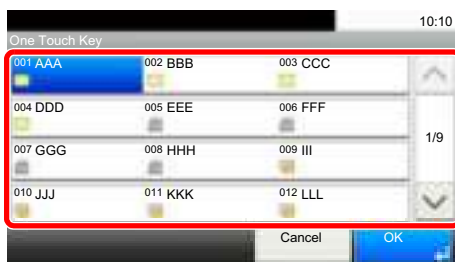 10:10
One Touch Key
001 AAA 002 BBB 003 CCC
004 DDD 005 EEE 006 FFF
1/9
007 GGG 008 HHH 009 III
010 JJJ 011 KKK 012 LLL
Cancel OK